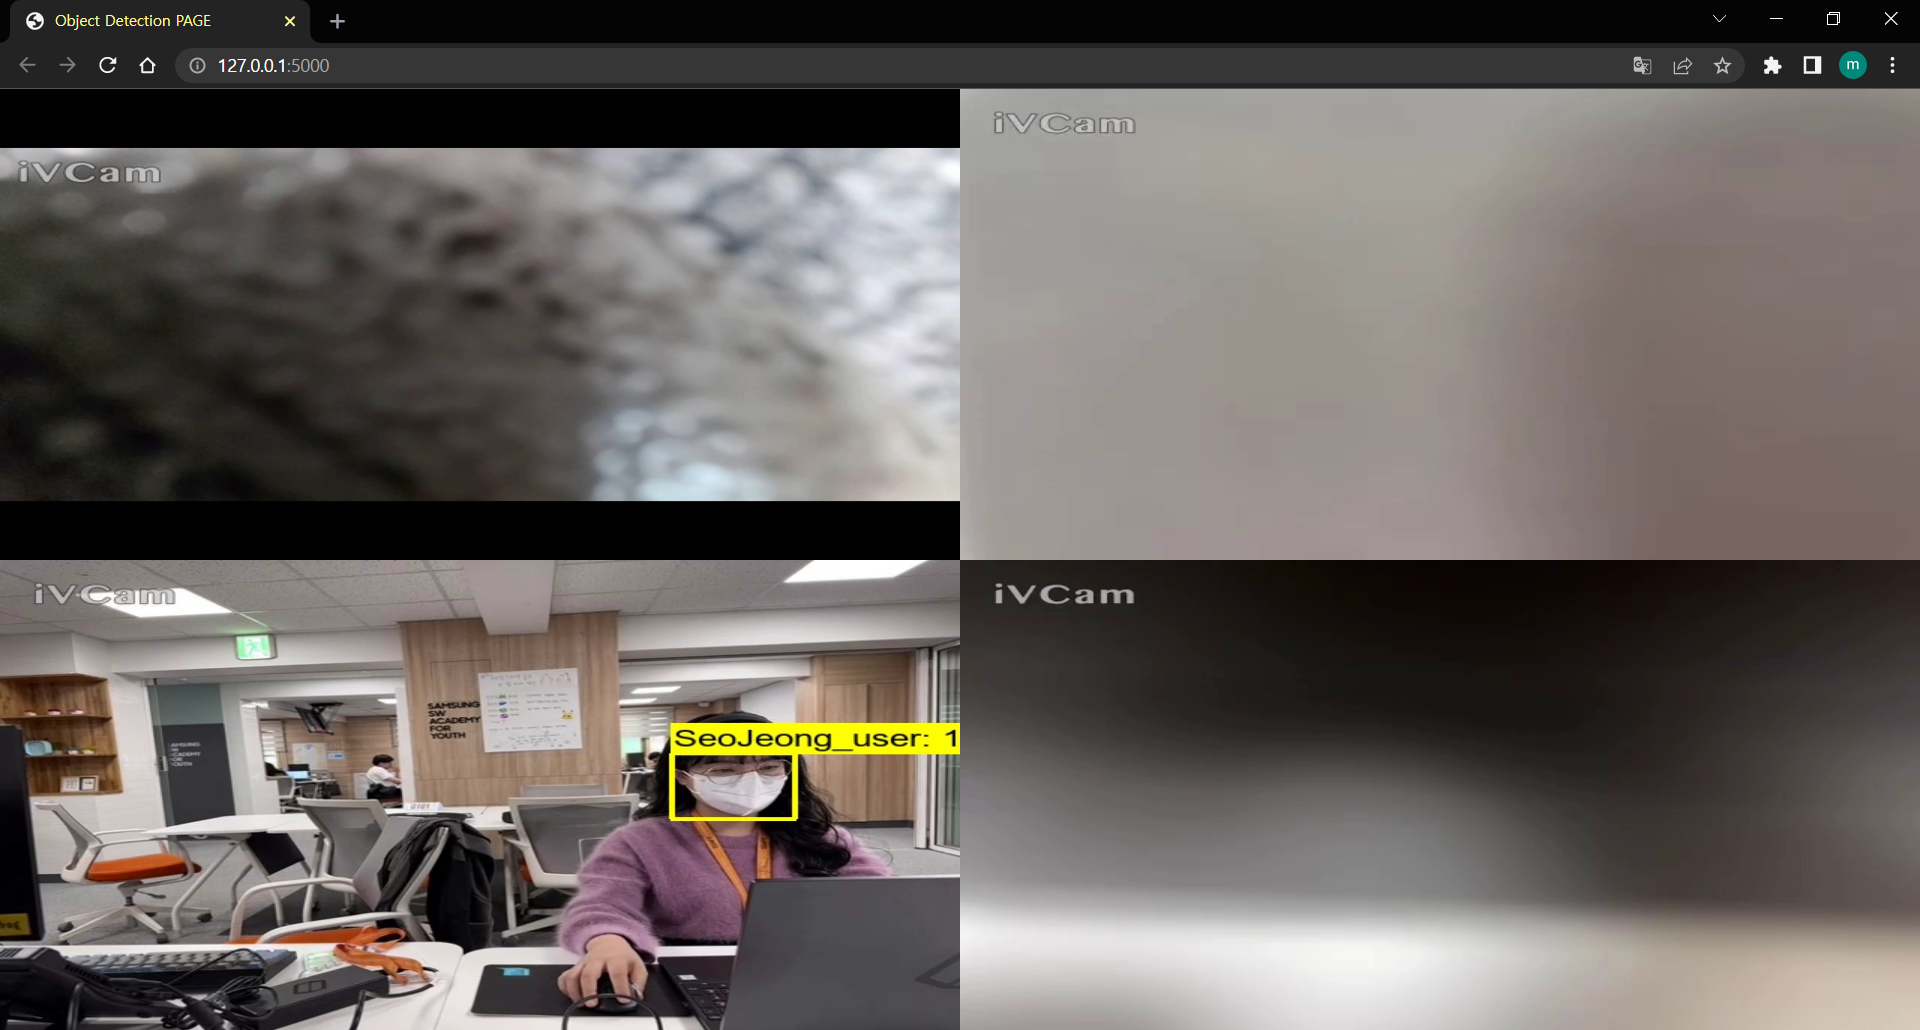 Object Detection PAGE
127.0.0.1:5000
m
iVCam
iVCam
iVCam
iVCam
SAMSUNG
SW
ACADEMY
FOR
YOUTH
SeoJeong_user: 1